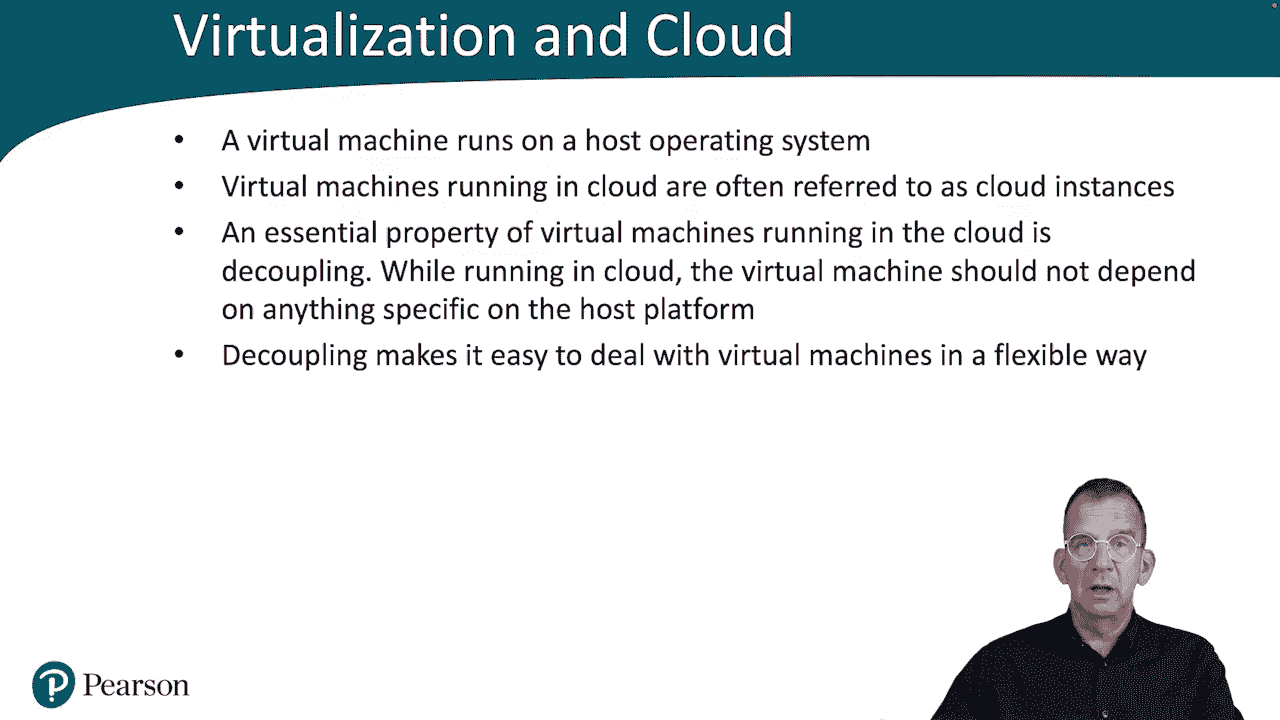 Virtualization and Cloud
• A virtual machine runs on a host operating system
• Virtual machines running in cloud are often referred to as cloud instances
• An essential property of virtual machines running in the cloud is
decoupling. While running in cloud, the virtual machine should not depend
on anything specific on the host platform
• Decoupling makes it easy to deal with virtual machines in a flexible way
Pearson